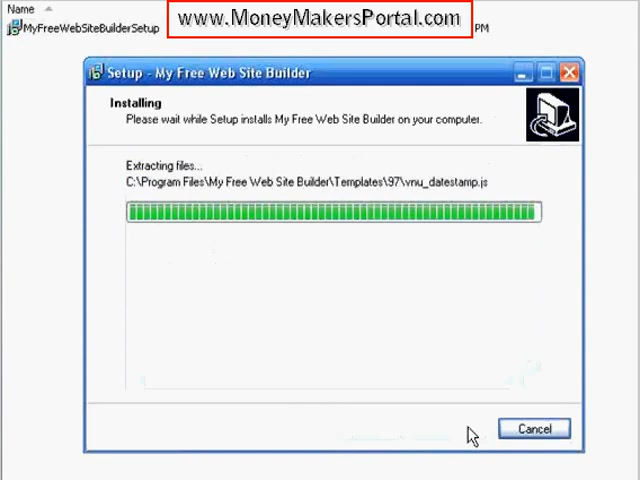 Name
www.MoneyMakersPortal.com
MyFreeWebSiteBuilderSetup
PM
Setup - My Free Web Site Builder
Installing
Please wait while Setup installs My Free Web Site Builder on your computer.
Extracting files...
C:\Program Files\My Free Web Site Builder\Templates\97\vnu_datestamp.js
Cancel